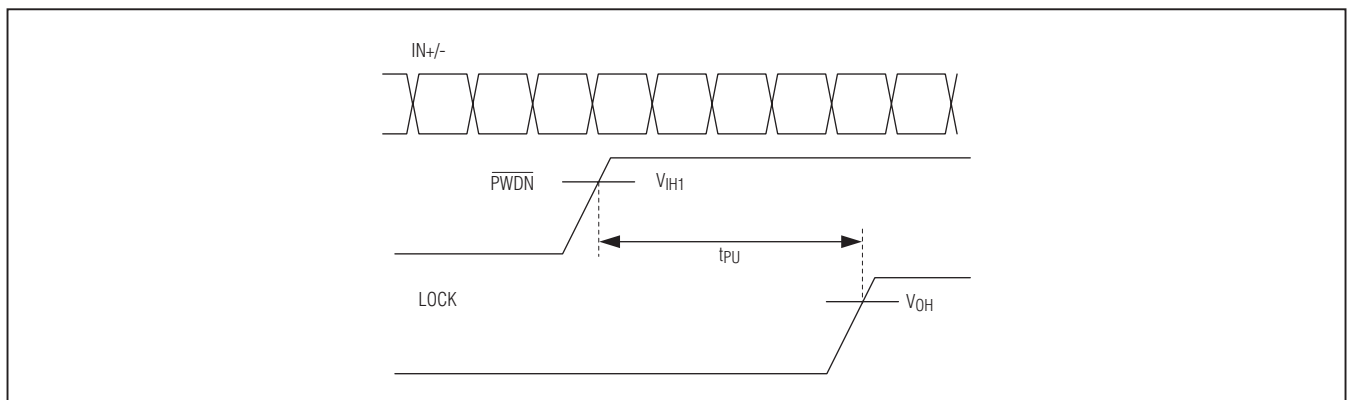 IN+/-
PWDN
VIH1
tPU
LOCK
VOH